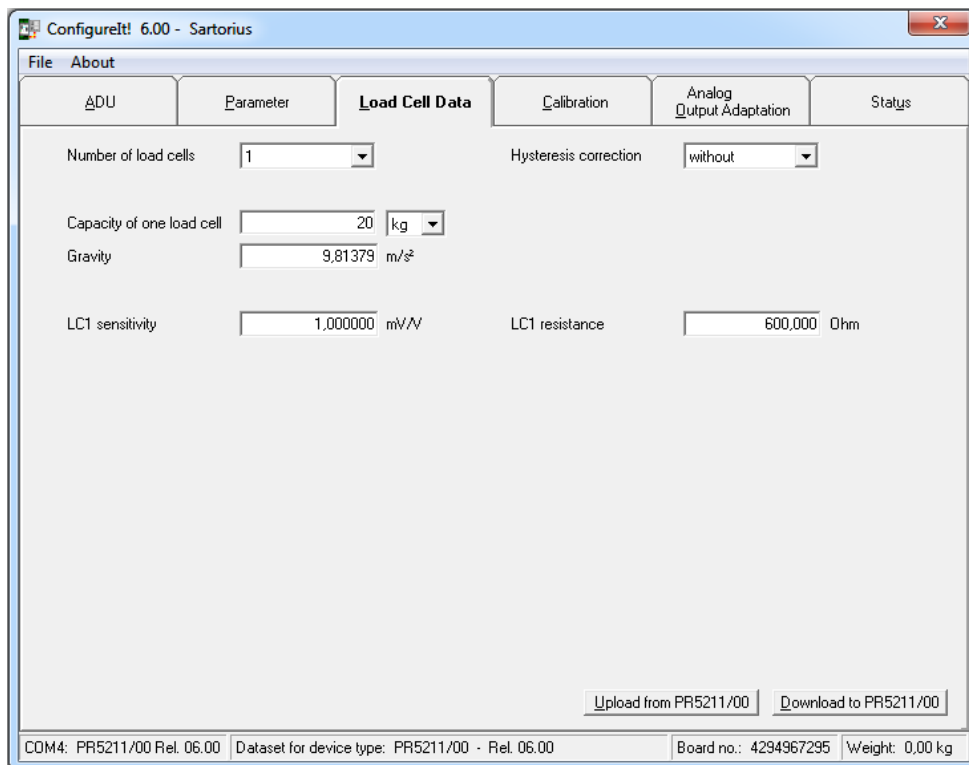 ConfigureIt! 6.00 - Sartorius
File About
ADU Parameter Load Cell Data Calibration Analog Output Adaptation Status
Number of load cells 1 Hysteresis correction without
Capacity of one load cell 20 kg
Gravity 9,81379 m/s²
LC1 sensitivity 1,000000 mV/V LC1 resistance 600,000 Ohm
Upload from PR5211/00 Download to PR5211/00
COM4: PR5211/00 Rel. 06.00 Dataset for device type: PR5211/00 - Rel. 06.00 Board no.: 4294967295 Weight: 0,00 kg